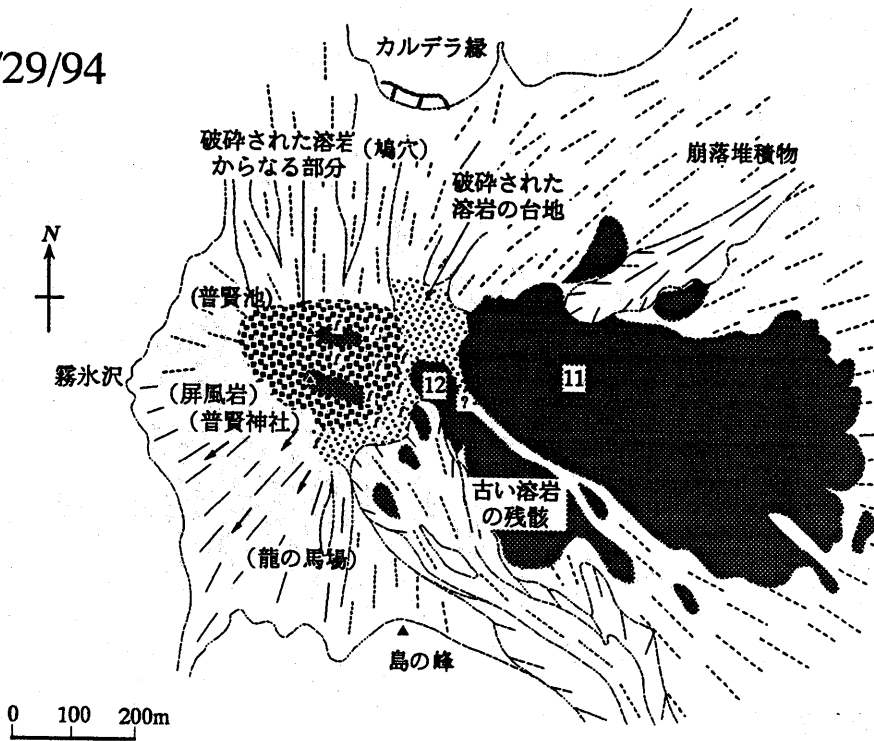 /29/94
カルデラ縁
破砕された溶岩
からなる部分
(鳩穴)
破砕された
溶岩の台地
崩落堆積物
N
(普賢池)
霧氷沢
(屏風岩)
(普賢神社)
12
?
11
古い溶岩
の残骸
(龍の馬場)
島の峰
0 100 200m